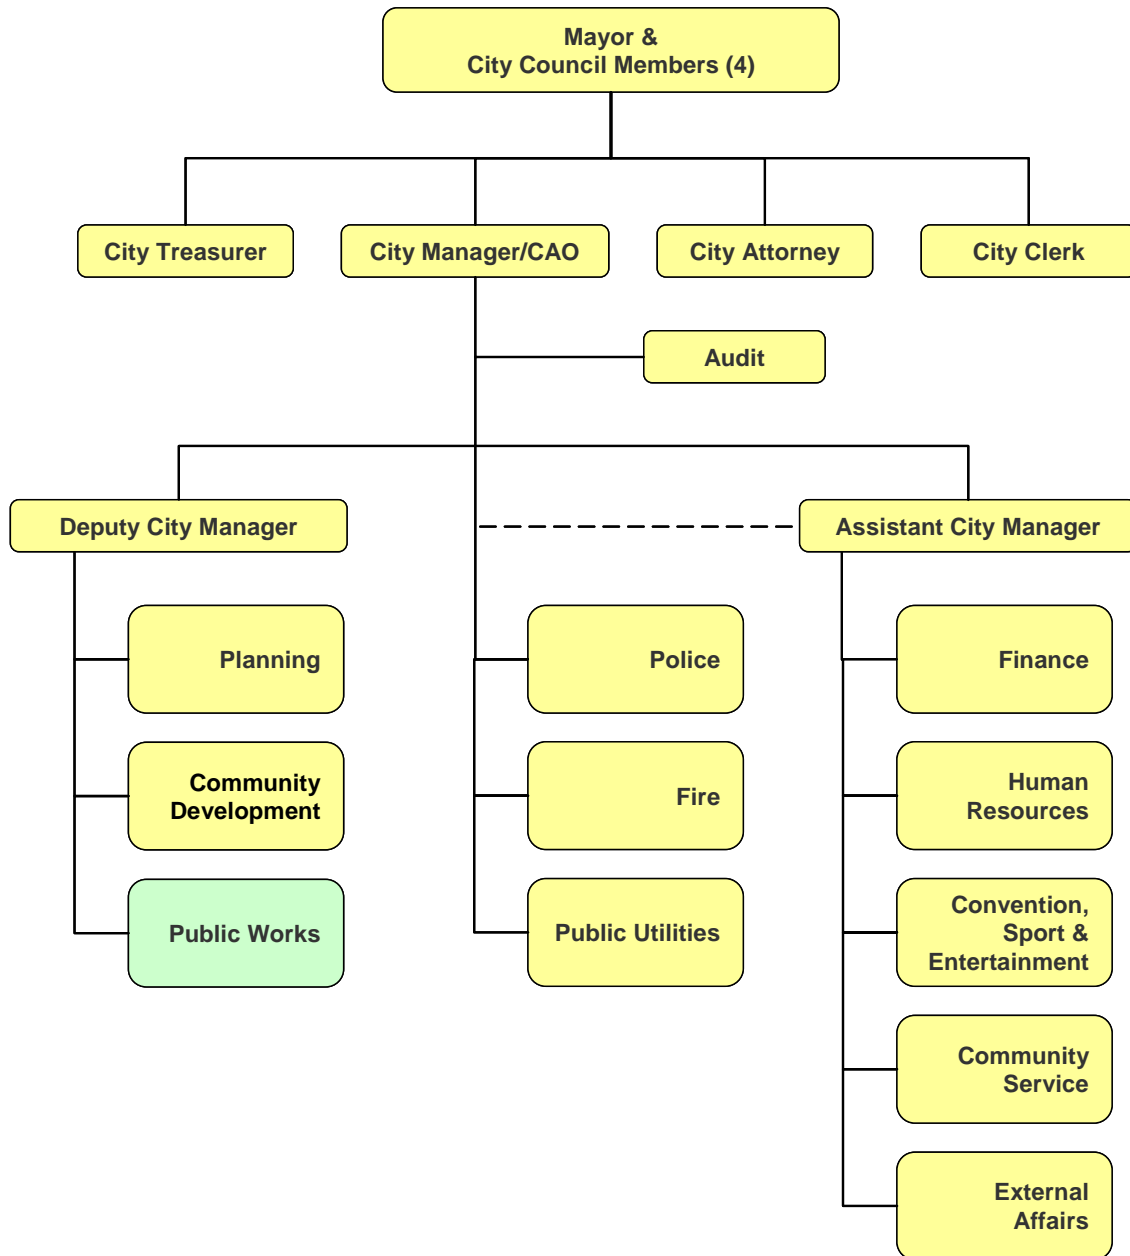 Mayor &
City Council Members (4)
City Treasurer
City Manager/CAO
City Attorney
City Clerk
Audit
Deputy City Manager
Assistant City Manager
Planning
Police
Finance
Community
Development
Fire
Human
Resources
Public Works
Public Utilities
Convention,
Sport &
Entertainment
Community
Service
External
Affairs